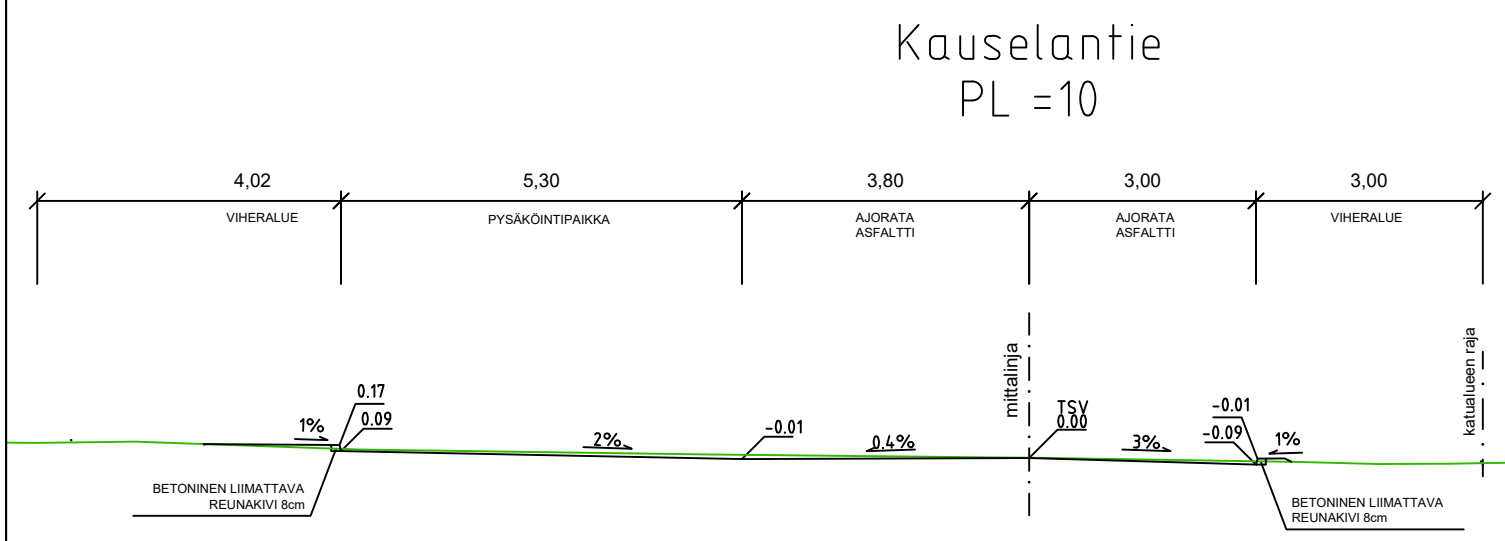 Kauselantie
PL =10
4,02
5,30
3,80
3,00
3,00
VIHERALUE
PYSÄKÖINTIPAIKKA
AJORATA
ASFALTTI
AJORATA
ASFALTTI
VIHERALUE
mittalinja
katualueen raja
0.17
0.09
1%
2%
-0.01
0.4%
TSV
0.00
3%
-0.01
-0.09
1%
BETONINEN LIIMATTAVA
REUNAKIVI 8cm
BETONINEN LIIMATTAVA
REUNAKIVI 8cm